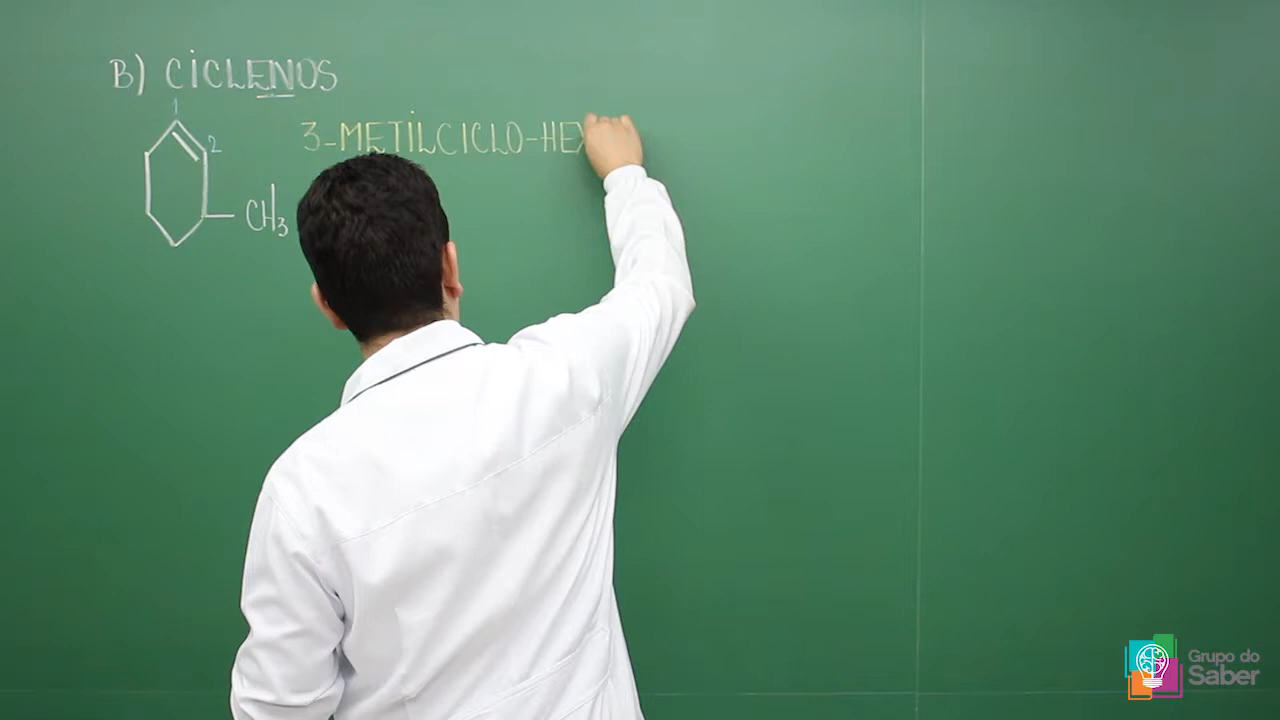 B) CICLENOS
1
2
3-METILCICLO-HEX
CH3
Grupo do
Saber